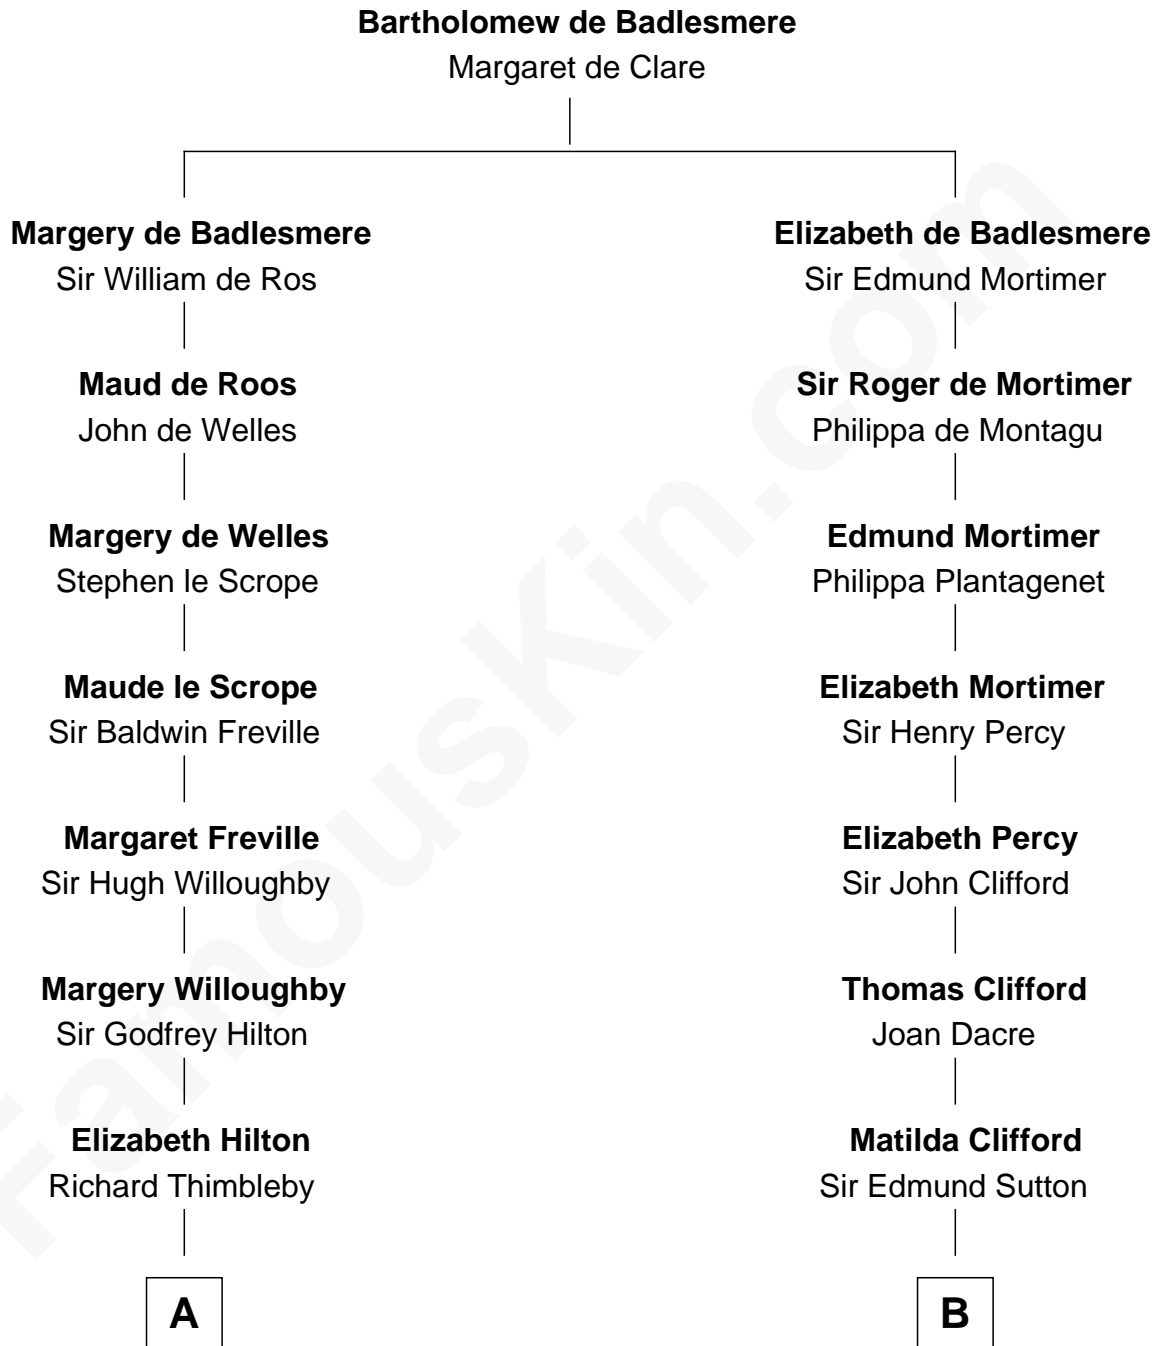 Bartholomew de Badlesmere
Margaret de Clare
Margery de Badlesmere
Sir William de Ros
Elizabeth de Badlesmere
Sir Edmund Mortimer
Maud de Roos
John de Welles
Sir Roger de Mortimer
Philippa de Montagu
Margery de Welles
Stephen le Scrope
Edmund Mortimer
Philippa Plantagenet
Maude le Scrope
Sir Baldwin Freville
Elizabeth Mortimer
Sir Henry Percy
Margaret Freville
Sir Hugh Willoughby
Elizabeth Percy
Sir John Clifford
Margery Willoughby
Sir Godfrey Hilton
Thomas Clifford
Joan Dacre
Elizabeth Hilton
Richard Thimbleby
Matilda Clifford
Sir Edmund Sutton
A
B
FamousKin.com